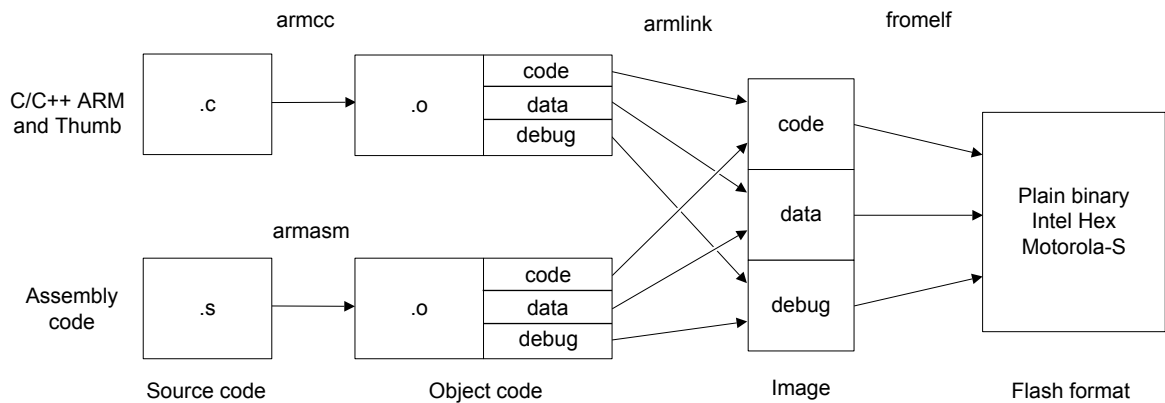 armcc
armlink
fromelf
C/C++ ARM
and Thumb
.c
.o
code
data
debug
armasm
Assembly
code
.s
.o
code
data
debug
code
data
debug
Plain binary
Intel Hex
Motorola-S
Source code
Object code
Image
Flash format